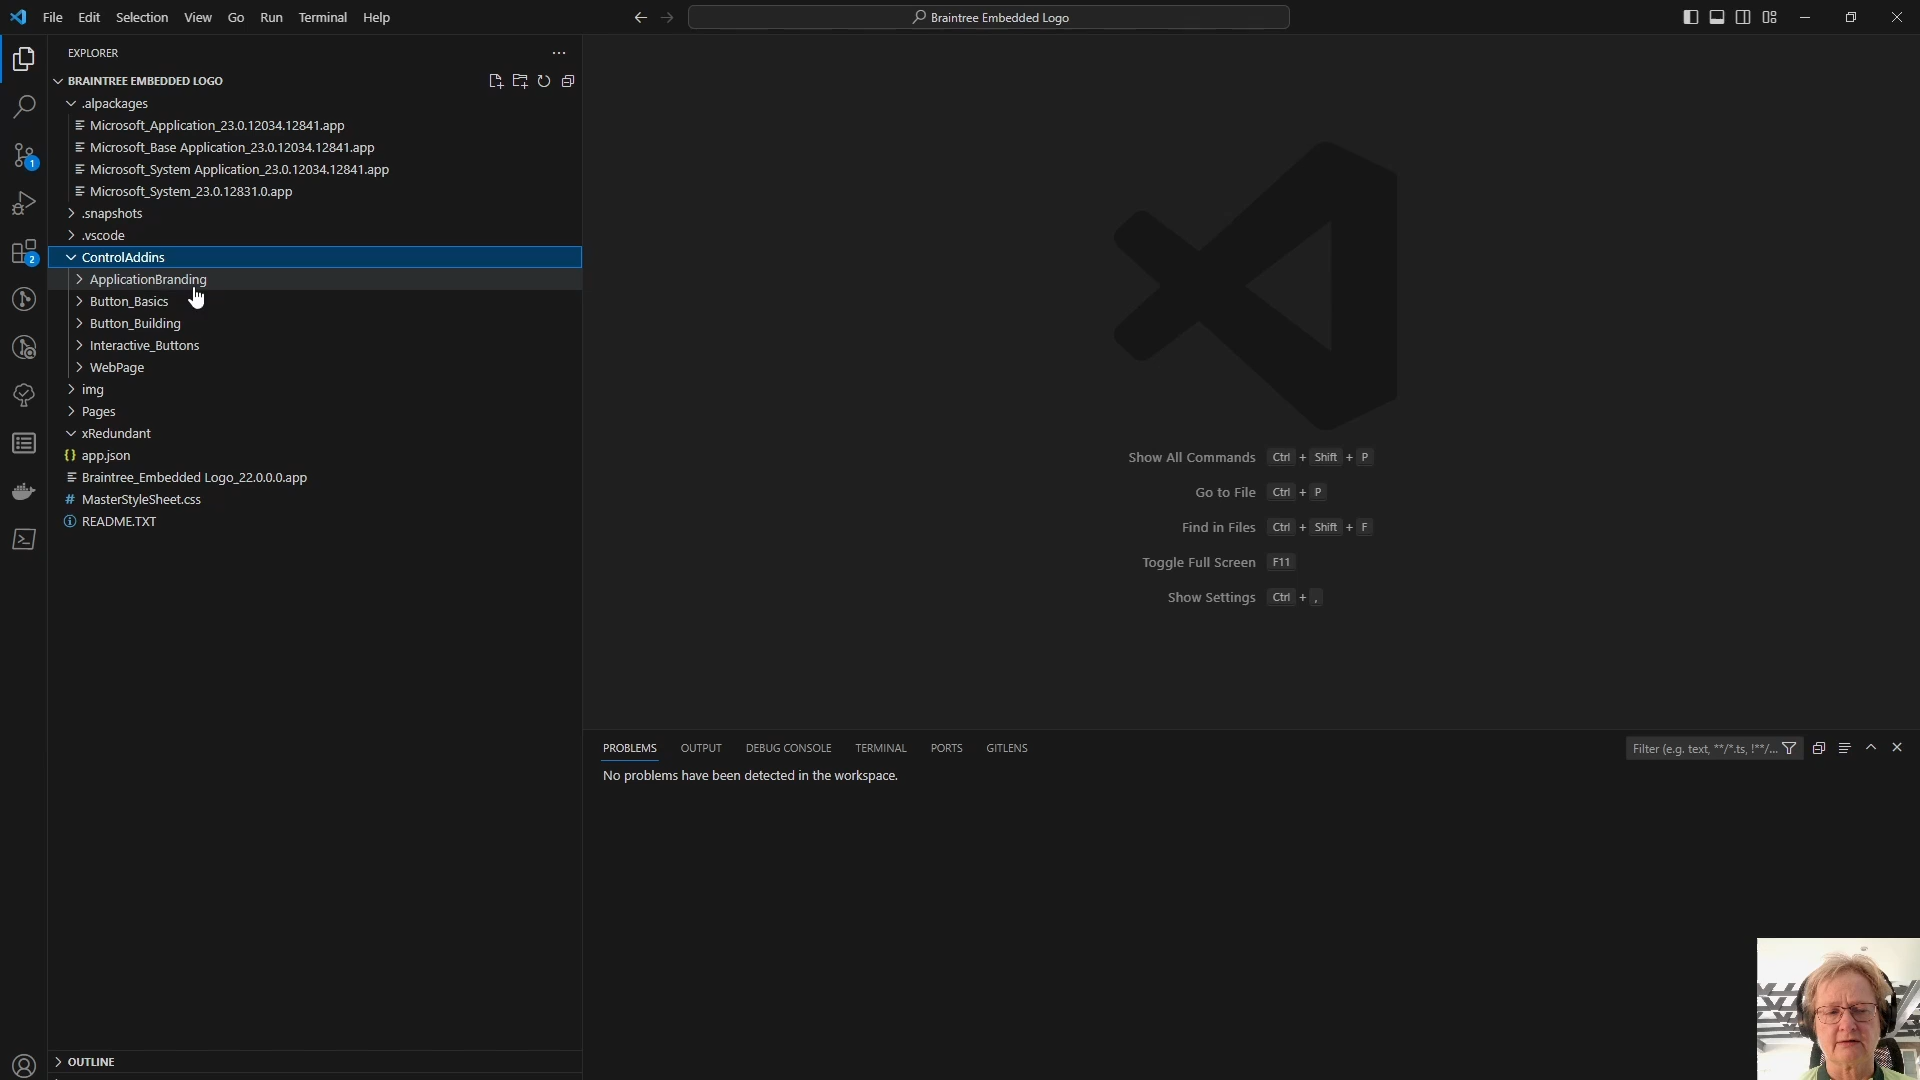 File Edit Selection View Go Run Terminal Help
Braintree Embedded Logo
EXPLORER
BRAINTREE EMBEDDED LOGO
.alpackages
Microsoft_Application_23.0.12034.12841.app
Microsoft_Base Application_23.0.12034.12841.app
Microsoft_System Application_23.0.12034.12841.app
Microsoft_System_23.0.12831.0.app
.snapshots
.vscode
ControlAddins
ApplicationBranding
Button_Basics
Button_Building
Interactive_Buttons
WebPage
img
Pages
xRedundant
{} app.json
Braintree_Embedded Logo_22.0.0.0.app
# MasterStyleSheet.css
README.TXT
OUTLINE
1
2
Show All Commands Ctrl + Shift + P
Go to File Ctrl + P
Find in Files Ctrl + Shift + F
Toggle Full Screen F11
Show Settings Ctrl + ,
PROBLEMS OUTPUT DEBUG CONSOLE TERMINAL PORTS GITLENS
Filter (e.g. text, **/*.ts, !**/...
No problems have been detected in the workspace.